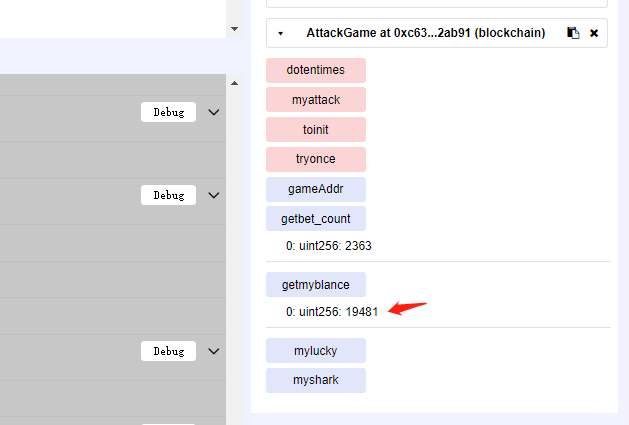 AttackGame at 0xc63...2ab91 (blockchain)
dotentimes
Debug
myattack
toinit
tryonce
gameAddr
Debug
getbet_count
0: uint256: 2363
getmyblance
0: uint256: 19481
Debug
mylucky
myshark